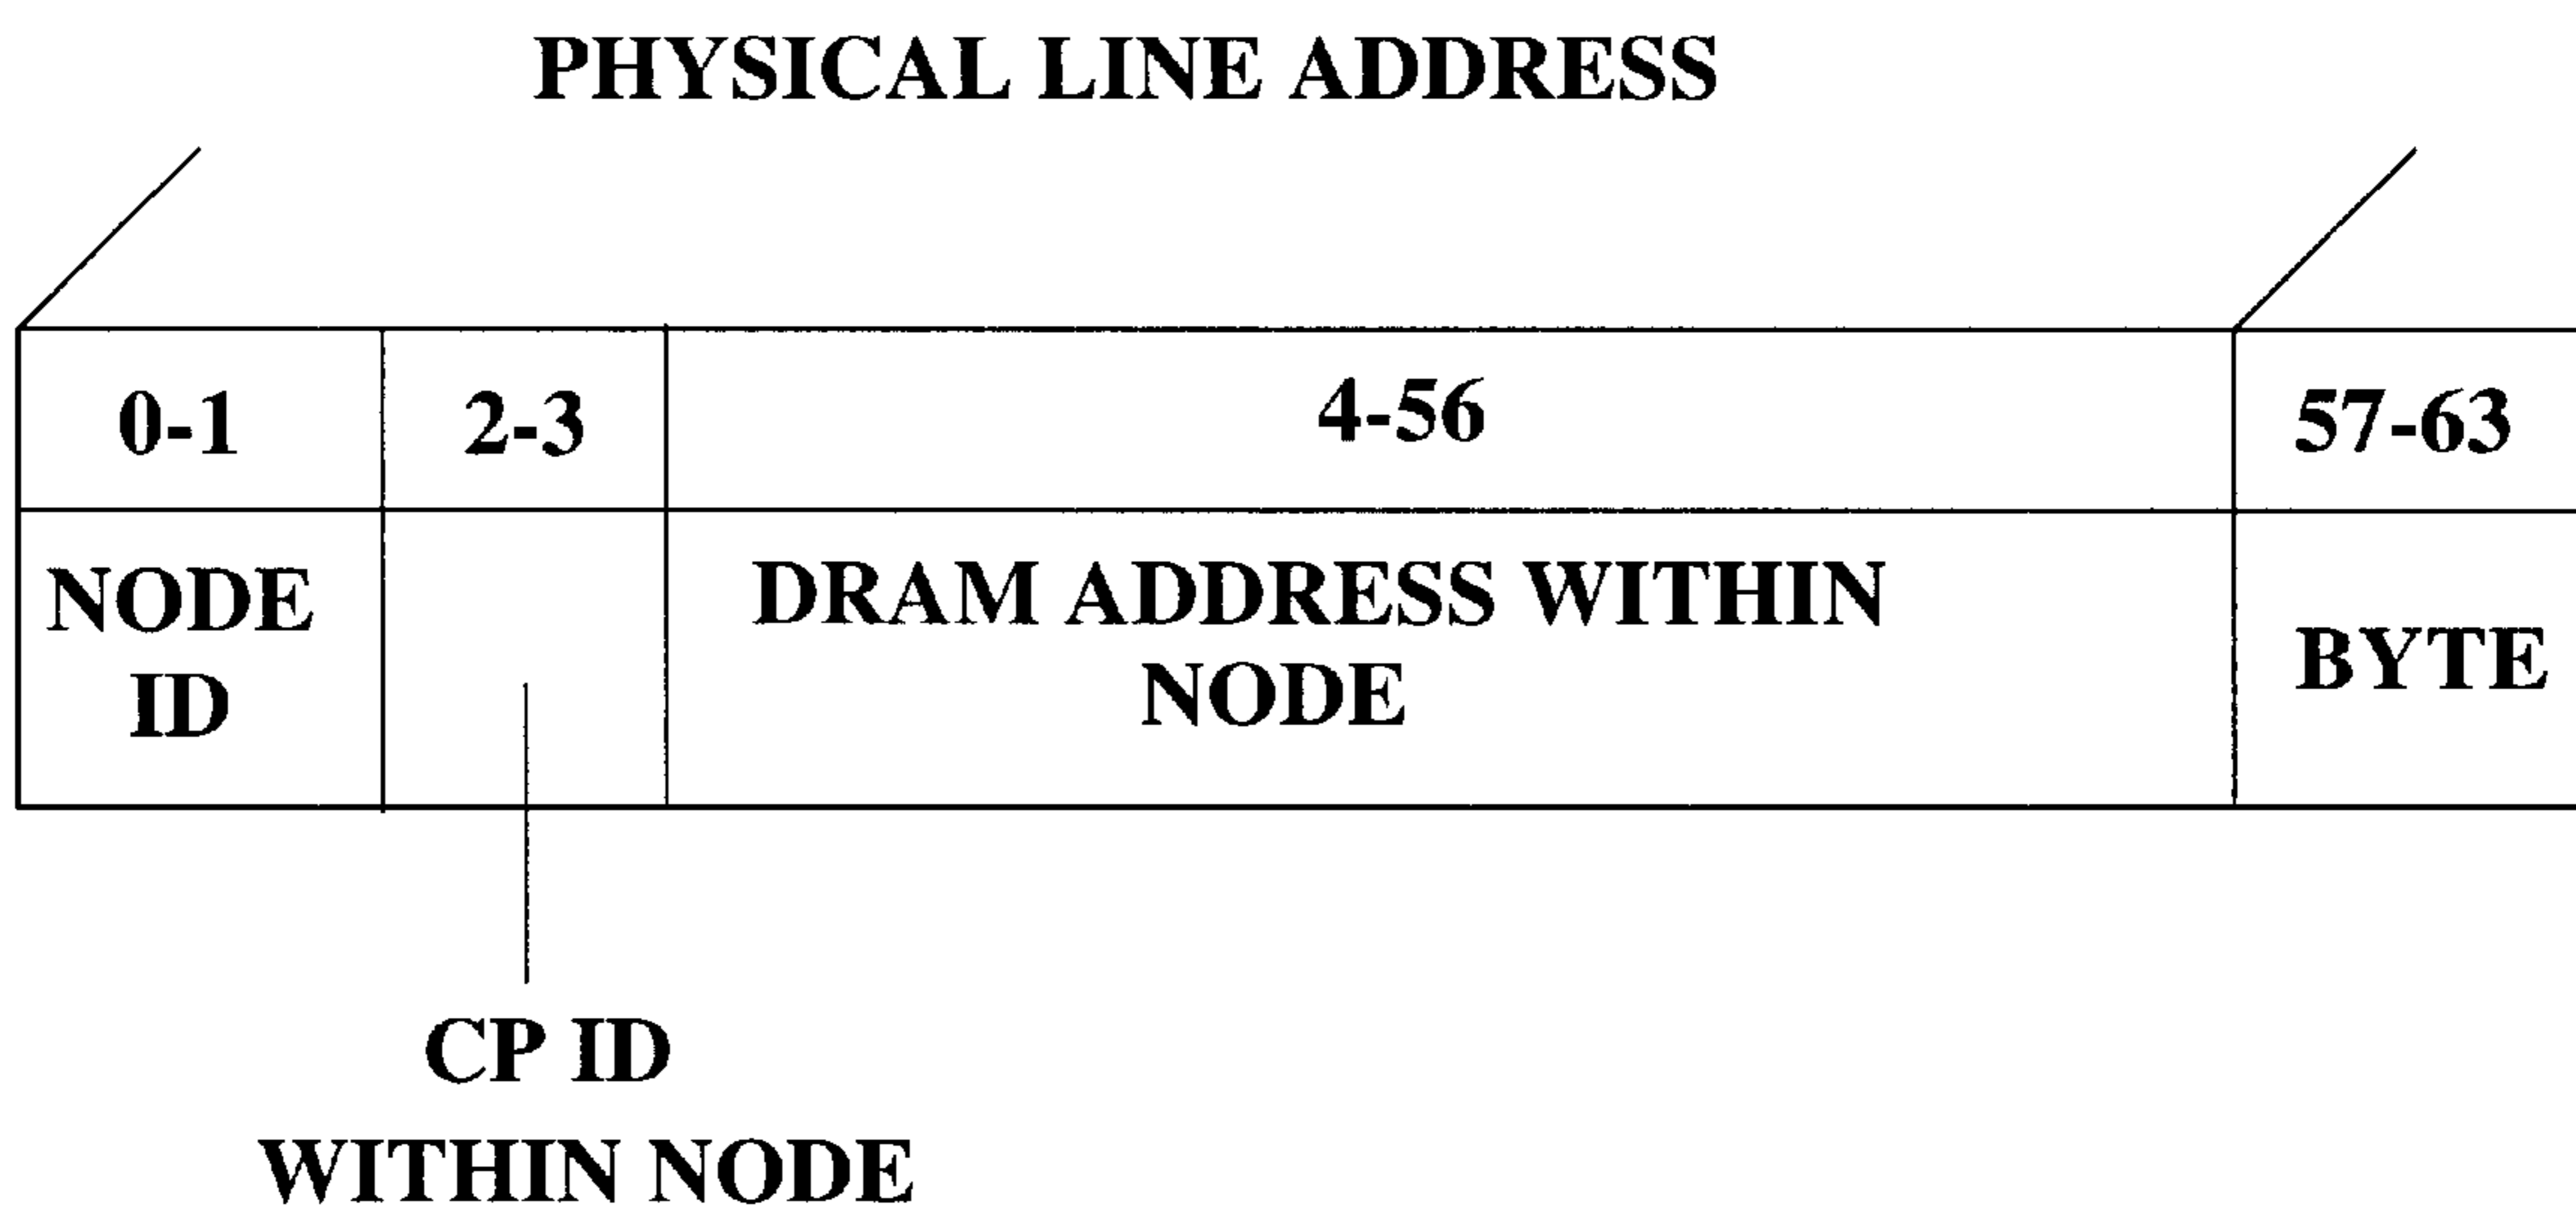 PHYSICAL LINE ADDRESS
0-1 2-3 4-56 57-63
NODE
ID
DRAM ADDRESS WITHIN
NODE
BYTE
CP ID
WITHIN NODE